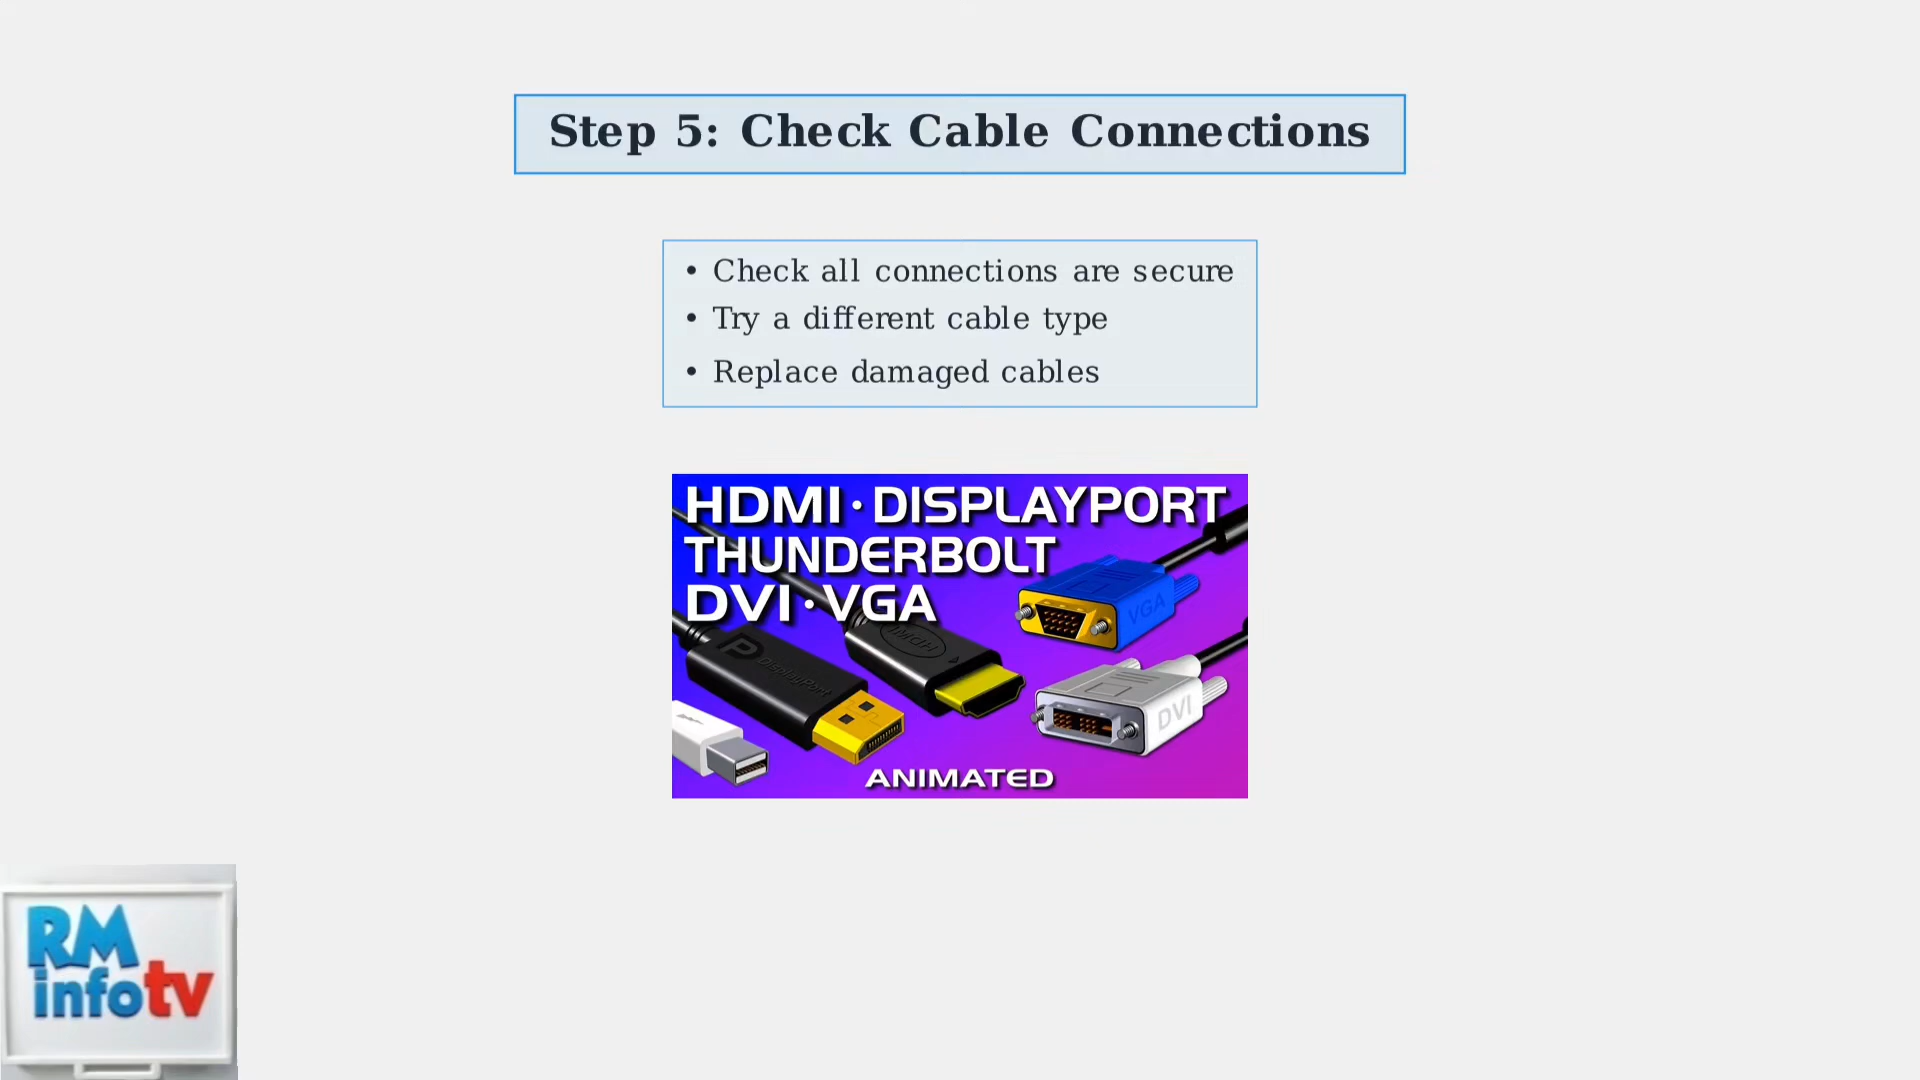 Step 5: Check Cable Connections
• Check all connections are secure
• Try a different cable type
• Replace damaged cables
HDMI · DISPLAYPORT
THUNDERBOLT
DVI · VGA
VGA
HDMI
DisplayPort
DVI
ANIMATED
RM
infotv